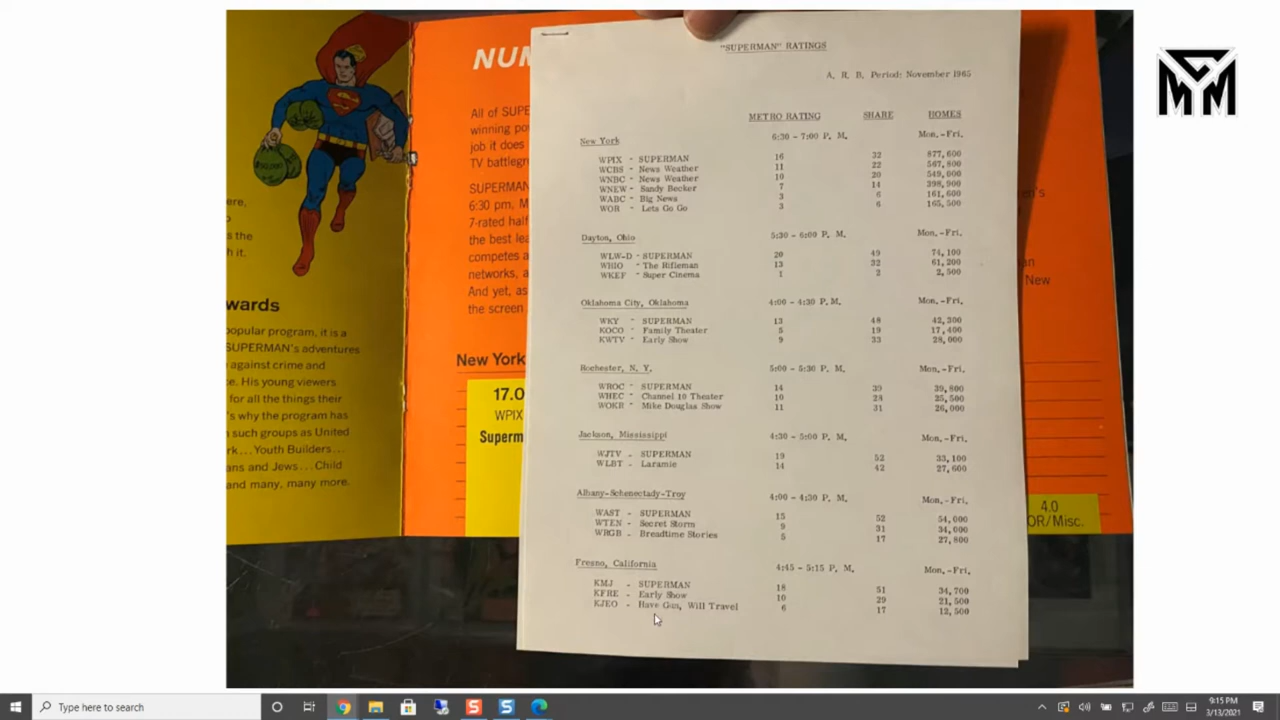 "SUPERMAN" RATINGS
A. R. B. Period: November 1965
METRO RATING SHARE HOMES
New York 6:30 - 7:00 P. M. Mon.-Fri.
WPIX - SUPERMAN 16 32 877,600
WCBS - News Weather 11 22 567,800
WNBC - News Weather 10 20 549,000
WNEW - Sandy Becker 7 14 398,900
WABC - Big News 3 6 161,600
WOR - Lets Go Go 3 6 165,500
Dayton, Ohio 5:30 - 6:00 P. M. Mon.-Fri.
WLW-D - SUPERMAN 20 49 74,100
WHIO - The Rifleman 13 32 61,200
WKEF - Super Cinema 1 2 2,500
Oklahoma City, Oklahoma 4:00 - 4:30 P. M. Mon.-Fri.
WKY - SUPERMAN 13 48 42,300
KOCO - Family Theater 5 19 17,400
KWTV - Early Show 9 33 28,000
Rochester, N. Y. 5:00 - 5:30 P. M. Mon.-Fri.
WROC - SUPERMAN 14 39 39,800
WHEC - Channel 10 Theater 10 28 25,500
WOKR - Mike Douglas Show 11 31 26,000
Jackson, Mississippi 4:30 - 5:00 P. M. Mon.-Fri.
WJTV - SUPERMAN 19 52 33,100
WLBT - Laramie 14 42 27,600
Albany-Schenectady-Troy 4:00 - 4:30 P. M. Mon.-Fri.
WAST - SUPERMAN 15 52 54,000
WTEN - Secret Storm 9 31 34,000
WRGB - Breadtime Stories 5 17 27,800
Fresno, California 4:45 - 5:15 P. M. Mon.-Fri.
KMJ - SUPERMAN 18 51 34,700
KFRE - Early Show 10 29 21,500
KJEO - Have Gun, Will Travel 6 17 12,500
ere,
o
s the
h it.
wards
popular program, it is a
SUPERMAN's adventures
against crime and
e. His young viewers
for all the things their
's why the program has
such groups as United
rk... Youth Builders...
ans and Jews... Child
and many, many more.
NUM
All of SUPE
winning po
job it does
TV battlegr
SUPERMAN
6:30 pm, M
7-rated half
the best lea
competes a
networks, a
And yet, as
the screen
New York
17.0
WPIX
Superm
en's
an
New
4.0
OR/Misc.
MYM
Type here to search
9:15 PM
3/13/2021